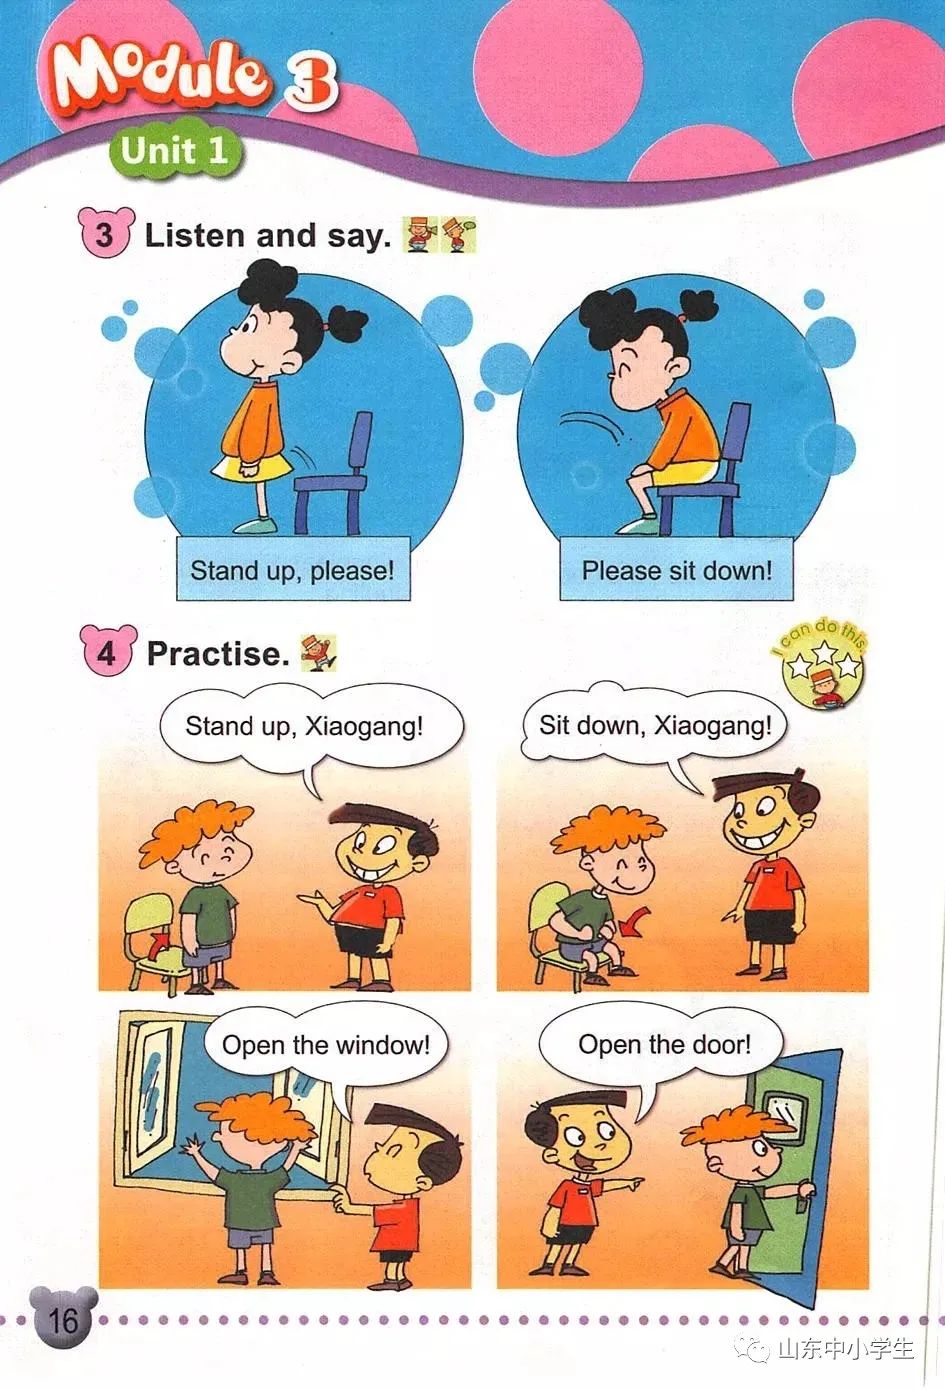 Module 3
Unit 1
3 Listen and say.
Stand up, please!
Please sit down!
4 Practise.
I can do this.
Stand up, Xiaogang!
Sit down, Xiaogang!
Open the window!
Open the door!
16
山东中小学生